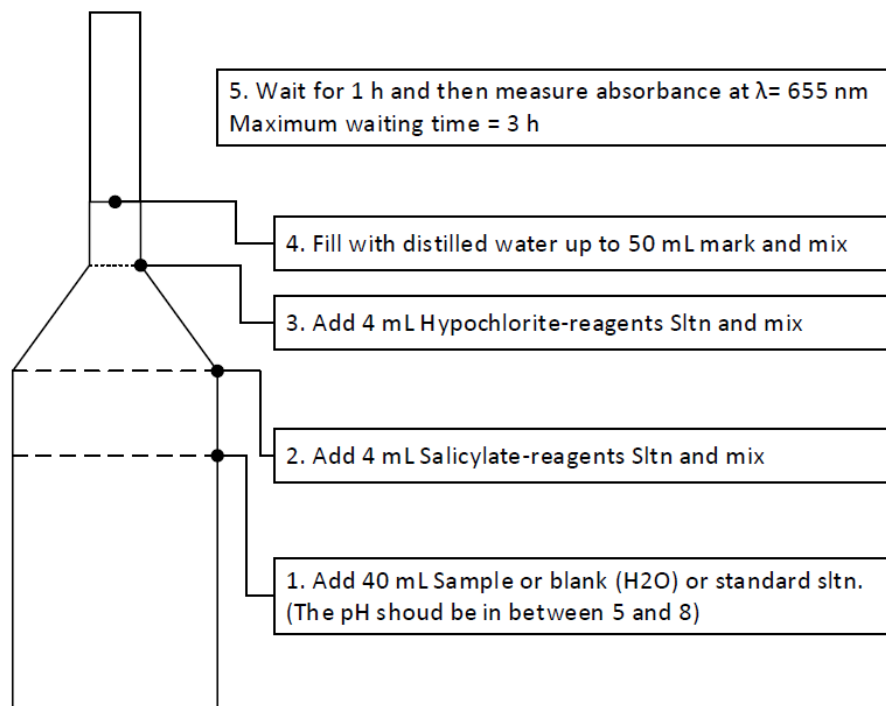 5. Wait for 1 h and then measure absorbance at λ= 655 nm
Maximum waiting time = 3 h
4. Fill with distilled water up to 50 mL mark and mix
3. Add 4 mL Hypochlorite-reagents Sltn and mix
2. Add 4 mL Salicylate-reagents Sltn and mix
1. Add 40 mL Sample or blank (H2O) or standard sltn.
(The pH shoud be in between 5 and 8)